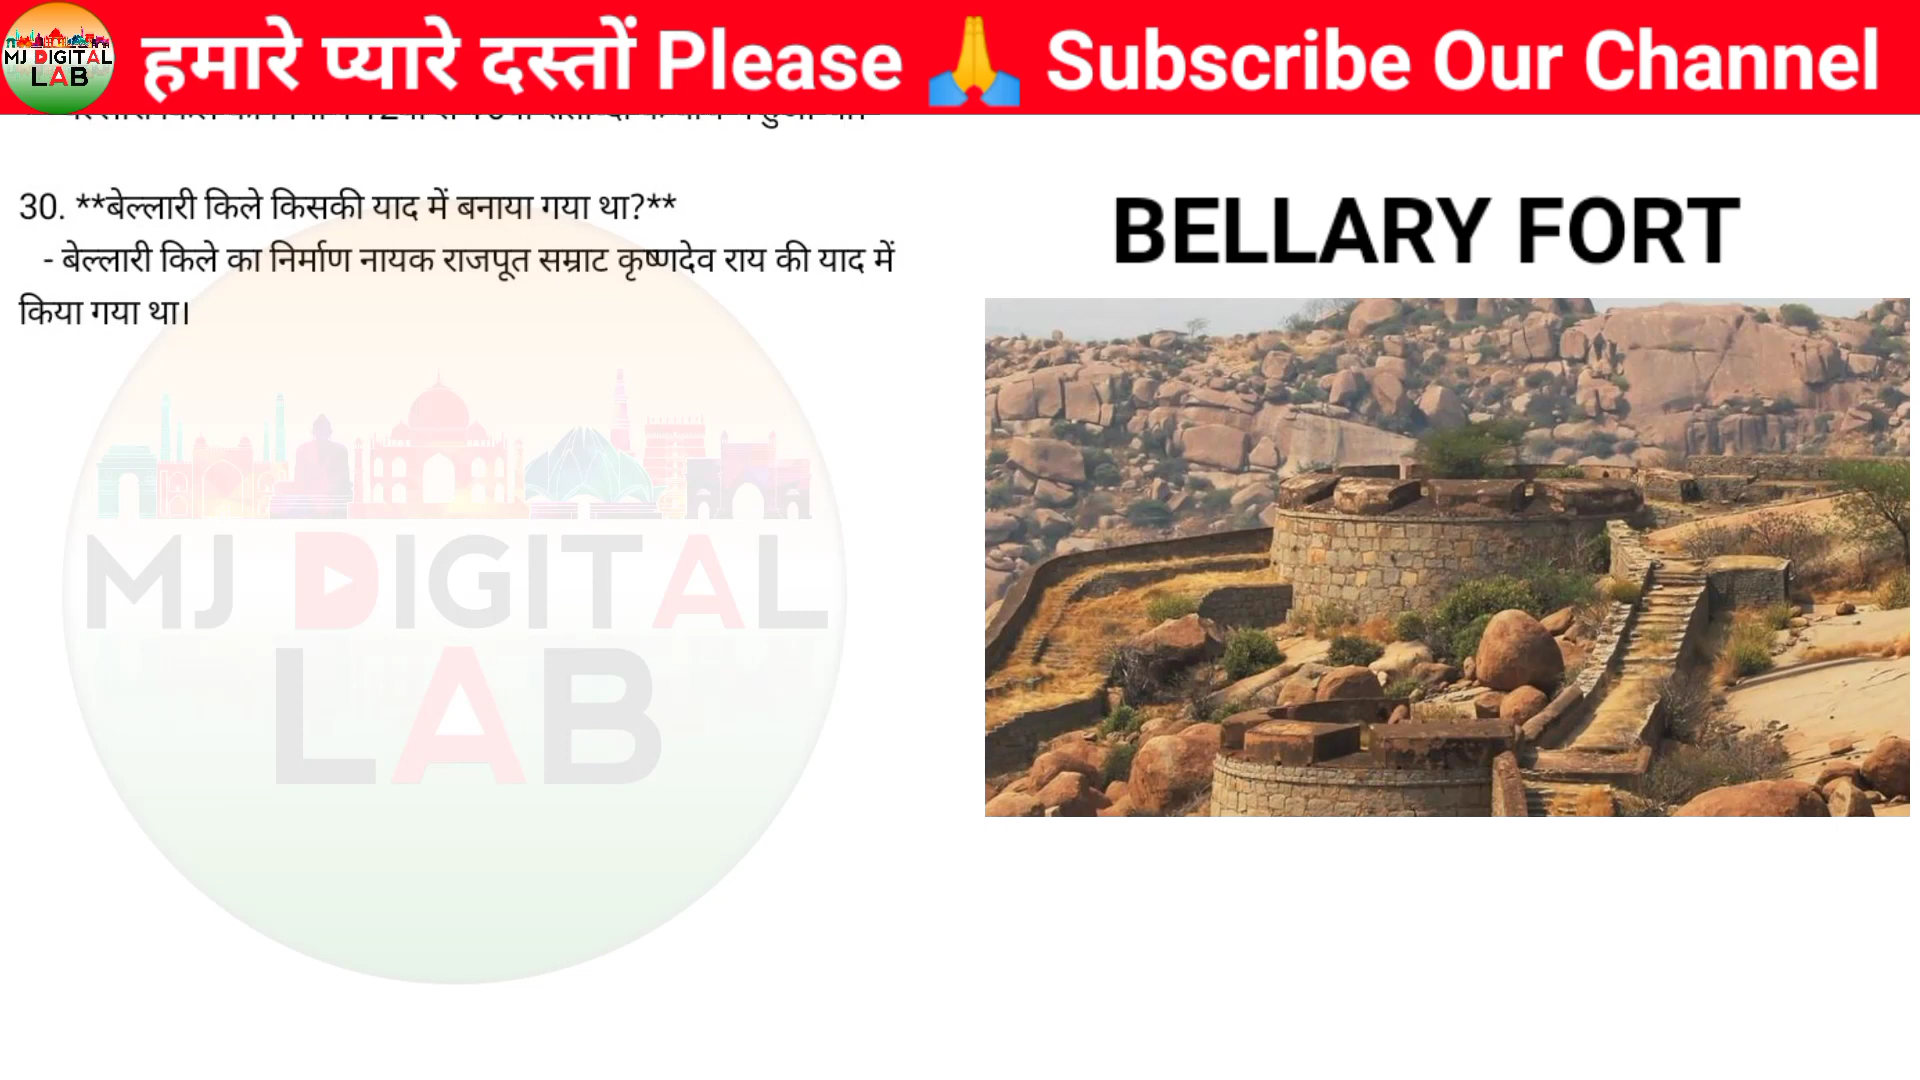 MJ DIGITAL
LAB
हमारे प्यारे दस्तों Please 🙏 Subscribe Our Channel
30. **बेल्लारी किले किसकी याद में बनाया गया था?**
- बेल्लारी किले का निर्माण नायक राजपूत सम्राट कृष्णदेव राय की याद में
किया गया था।
MJ DIGITAL
LAB
BELLARY FORT